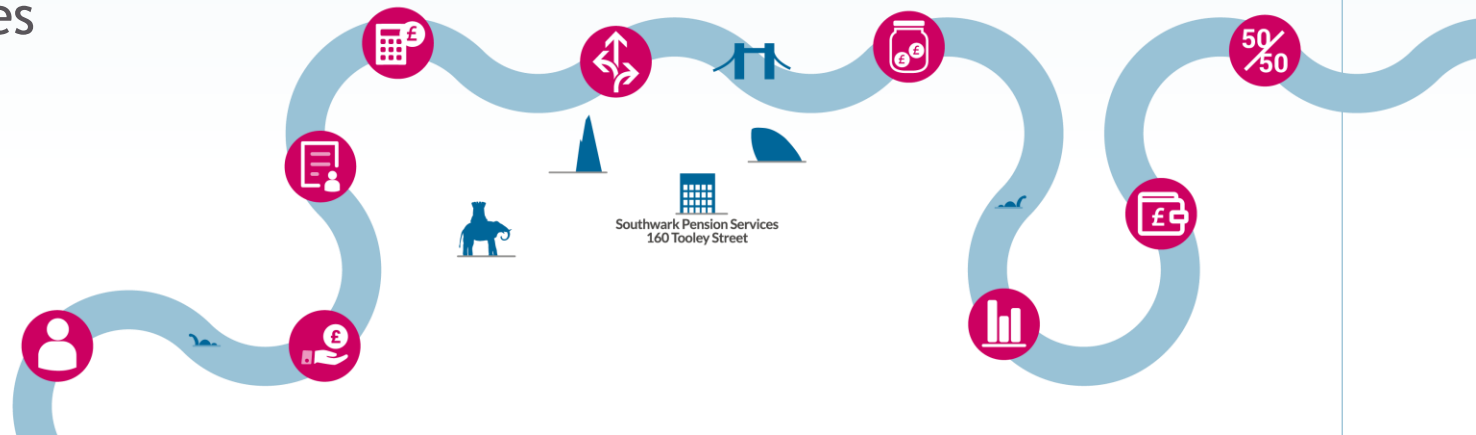 es
£
50/50
£ £
£
Southwark Pension Services
160 Tooley Street
£